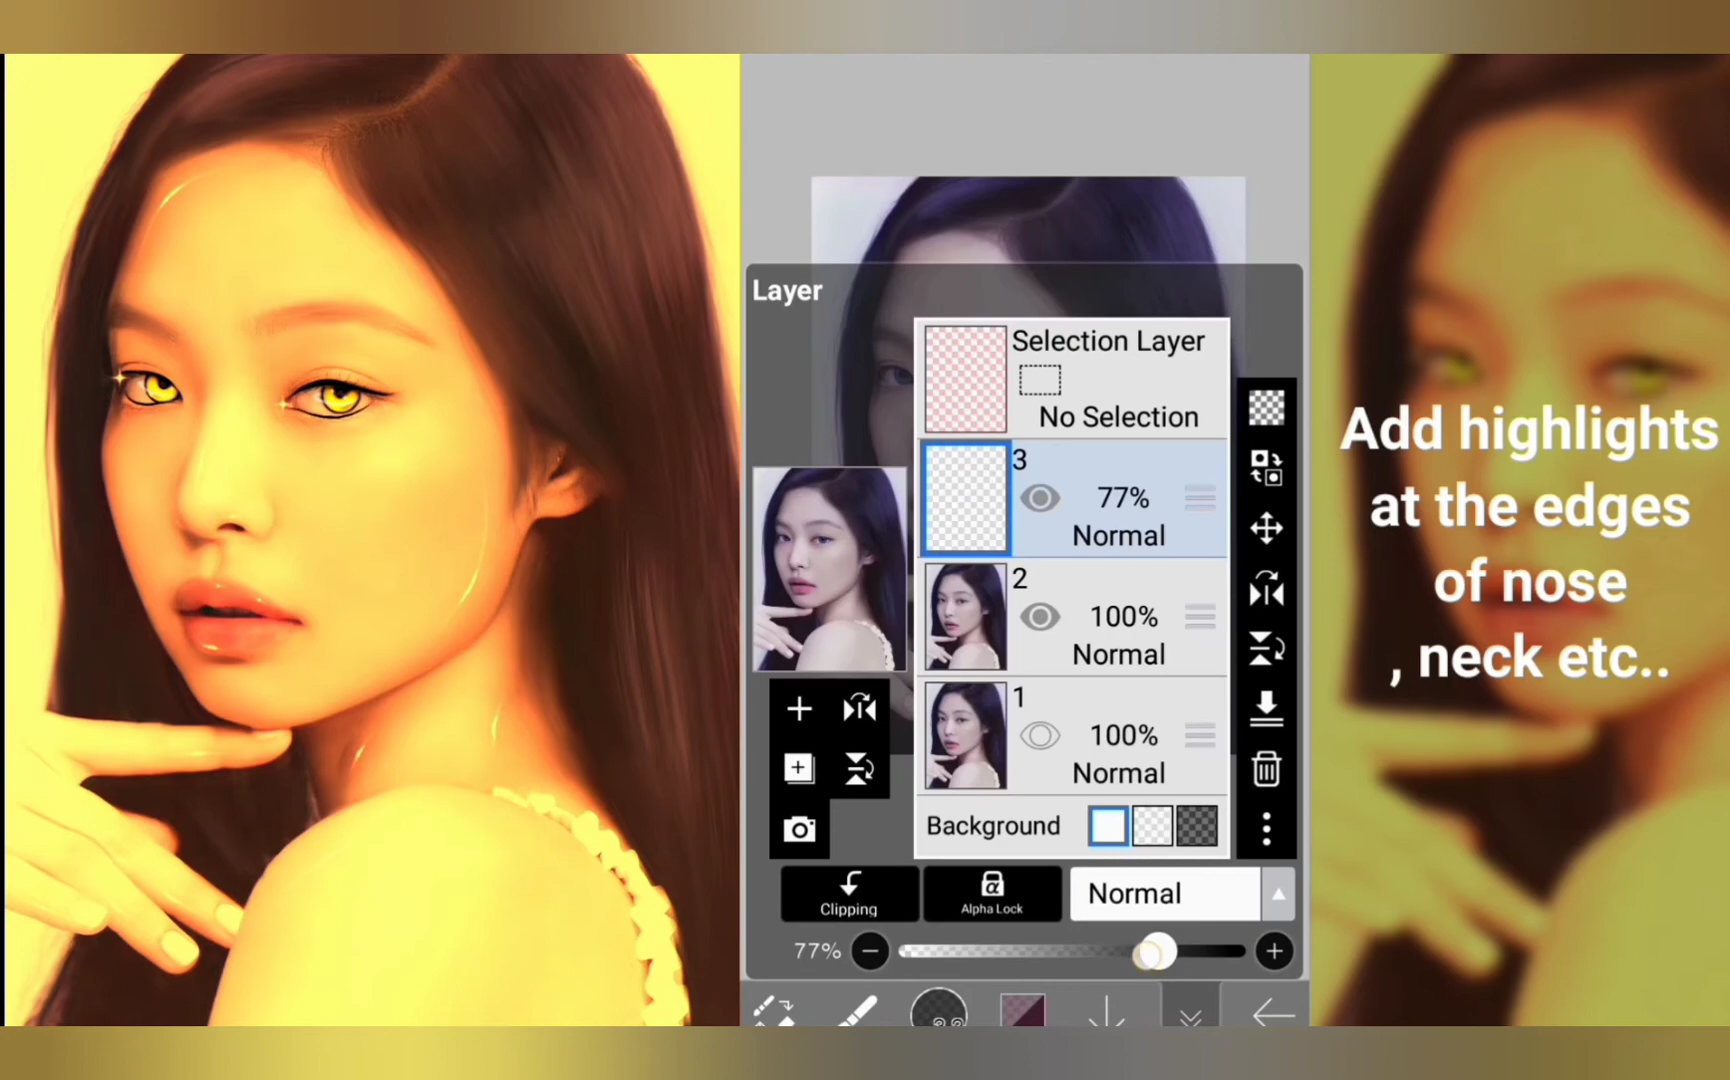 Layer
Selection Layer
No Selection
3
77%
Normal
2
100%
Normal
1
100%
Normal
Background
Clipping
Alpha Lock
Normal
77%
Add highlights
at the edges
of nose
, neck etc..